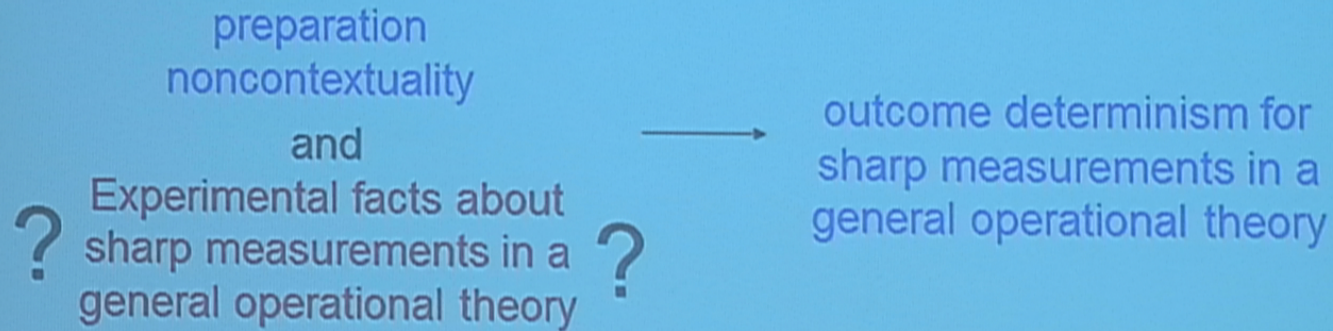 preparation
noncontextuality
and
Experimental facts about
? sharp measurements in a ?
general operational theory
outcome determinism for
sharp measurements in a
general operational theory